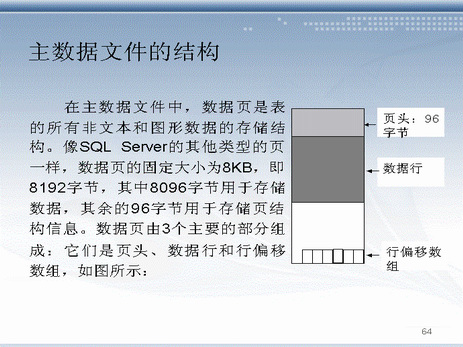 主数据文件的结构
在主数据文件中，数据页是表
的所有非文本和图形数据的存储结
构。像SQL Server的其他类型的页
一样，数据页的固定大小为8KB，即
8192字节，其中8096字节用于存储
数据，其余的96字节用于存储页结
构信息。数据页由3个主要的部分组
成：它们是页头、数据行和行偏移
数组，如图所示：
页头：96
字节
数据行
行偏移数
组
64